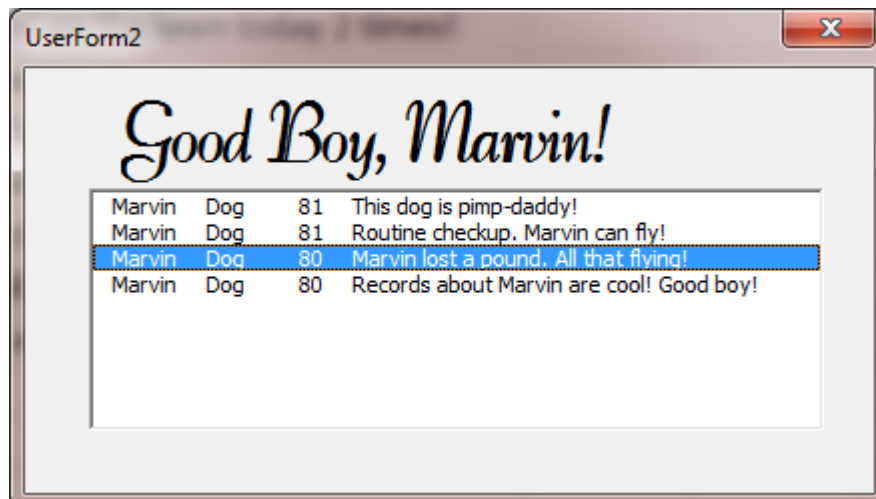 UserForm2
Good Boy, Marvin!
Marvin Dog 81 This dog is pimp-daddy!
Marvin Dog 81 Routine checkup. Marvin can fly!
Marvin Dog 80 Marvin lost a pound. All that flying!
Marvin Dog 80 Records about Marvin are cool! Good boy!